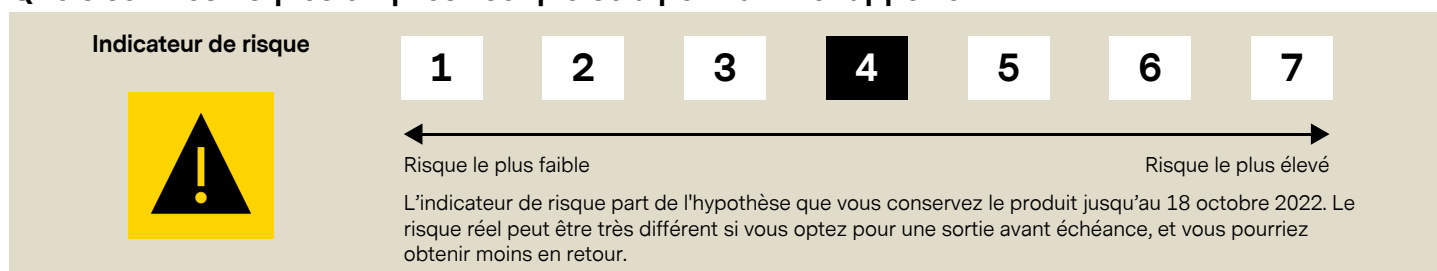 Indicateur de risque
1 2 3 4 5 6 7
Risque le plus faible Risque le plus élevé
L'indicateur de risque part de l'hypothèse que vous conservez le produit jusqu'au 18 octobre 2022. Le
risque réel peut être très différent si vous optez pour une sortie avant échéance, et vous pourriez
obtenir moins en retour.